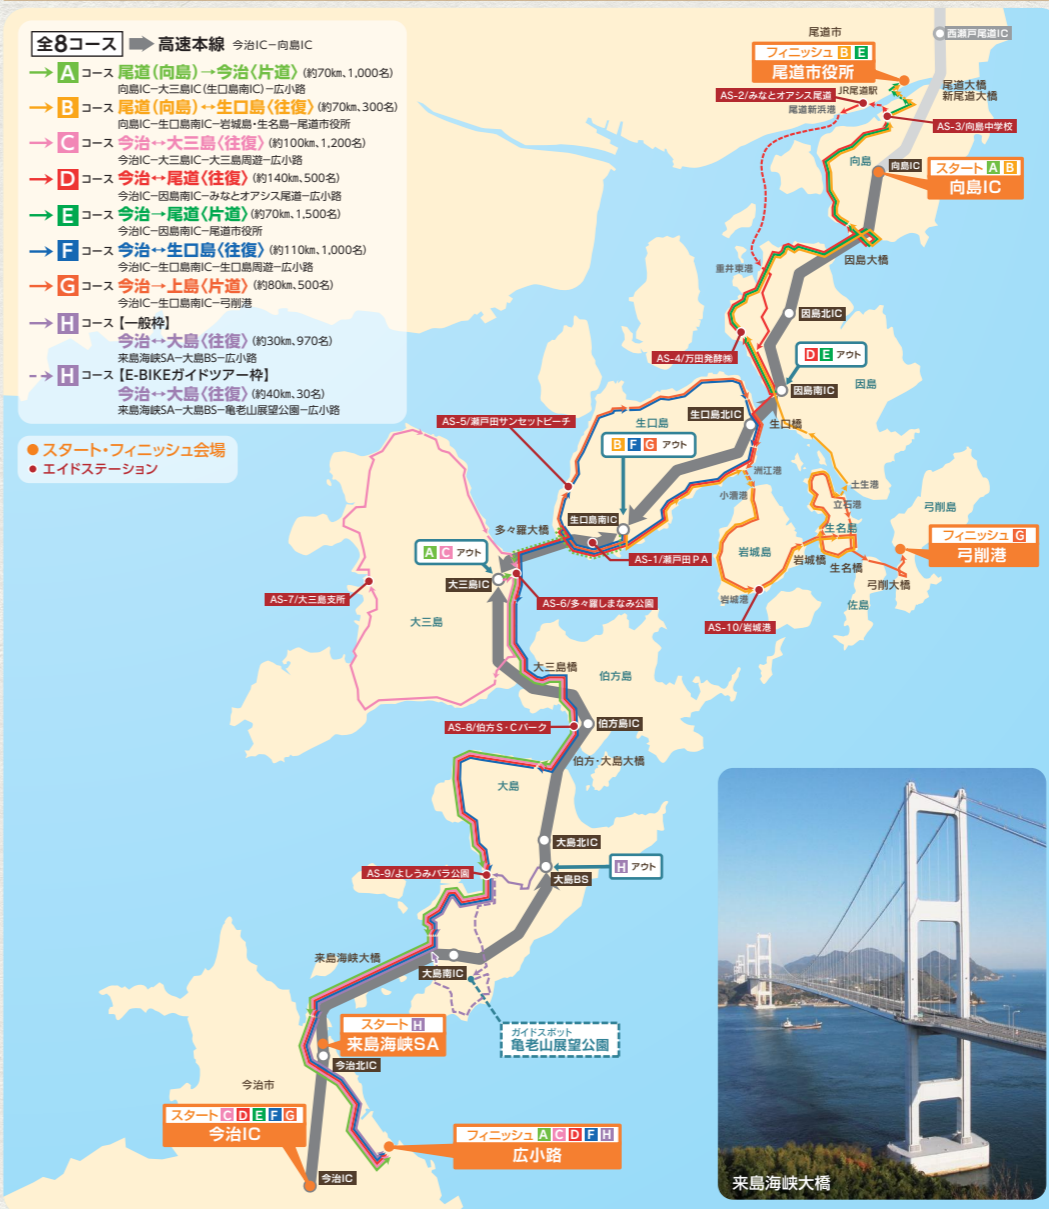 全8コース 高速本線 今治IC−向島IC
A コース 尾道(向島)→今治〈片道〉(約70km、1,000名)
向島IC−大三島IC(生口島南IC)−広小路
B コース 尾道(向島)↔生口島〈往復〉(約70km、300名)
向島IC−生口島南IC−岩城島・生名島−尾道市役所
C コース 今治↔大三島〈往復〉(約100km、1,200名)
今治IC−大三島IC−大三島周遊−広小路
D コース 今治↔尾道〈往復〉(約140km、500名)
今治IC−因島南IC−みなとオアシス尾道−広小路
E コース 今治→尾道〈片道〉(約70km、1,500名)
今治IC−因島南IC−尾道市役所
F コース 今治↔生口島〈往復〉(約110km、1,000名)
今治IC−生口島南IC−生口島周遊−広小路
G コース 今治→上島〈片道〉(約80km、500名)
今治IC−生口島南IC−弓削港
H コース【一般枠】
今治↔大島〈往復〉(約30km、970名)
来島海峡SA−大島BS−広小路
H コース【E-BIKEガイドツアー枠】
今治↔大島〈往復〉(約40km、30名)
来島海峡SA−大島BS−亀老山展望公園−広小路
スタート・フィニッシュ会場
エイドステーション
尾道市
西瀬戸尾道IC
フィニッシュ B E
尾道市役所
JR尾道駅
尾道大橋
新尾道大橋
AS-2/みなとオアシス尾道
尾道新浜港
AS-3/向島中学校
向島
向島IC
スタート A B
向島IC
因島大橋
重井東港
因島北IC
AS-4/万田発酵㈱
D E アウト
因島南IC
因島
生口島北IC
生口橋
AS-5/瀬戸田サンセットビーチ
生口島
B F G アウト
洲江港
小漕港
土生港
立石港
生口島南IC
多々羅大橋
生名島
弓削島
フィニッシュ G
弓削港
A C アウト
AS-1/瀬戸田PA
岩城島
岩城橋
生名橋
弓削大橋
大三島IC
AS-7/大三島支所
AS-6/多々羅しまなみ公園
岩城港
佐島
AS-10/岩城港
大三島
大三島橋
伯方島
AS-8/伯方S・Cパーク
伯方島IC
伯方・大島大橋
大島
大島北IC
H アウト
AS-9/よしうみバラ公園
大島BS
来島海峡大橋
大島南IC
スタート H
来島海峡SA
ガイドスポット
亀老山展望公園
今治北IC
今治市
スタート C D E F G
今治IC
フィニッシュ A C D F H
広小路
今治IC
来島海峡大橋